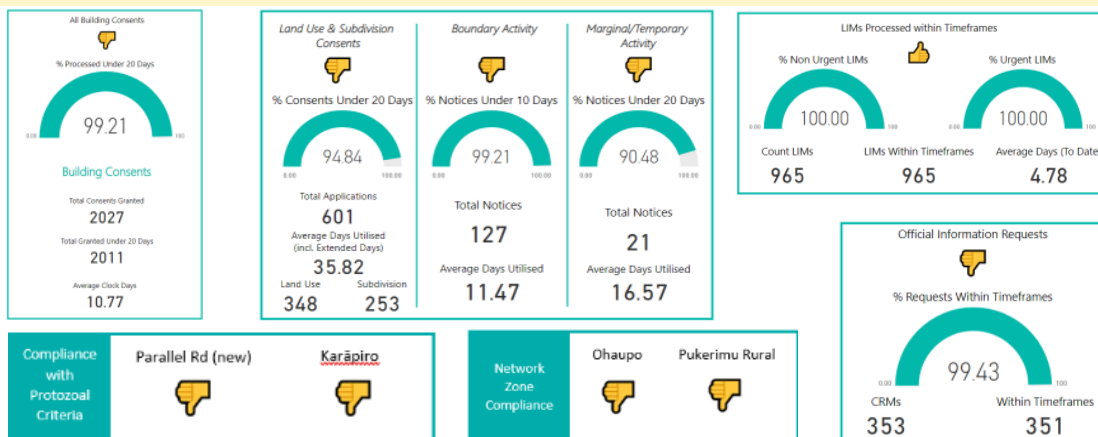 All Building Consents
% Processed Under 20 Days
99.21
0.00
100
Building Consents
Total Consents Granted
2027
Total Granted Under 20 Days
2011
Average Clock Days
10.77
Land Use & Subdivision
Consents
% Consents Under 20 Days
94.84
0.00
100.00
Total Applications
601
Average Days Utilised
(incl. Extended Days)
35.82
Land Use Subdivision
348 253
Boundary Activity
% Notices Under 10 Days
99.21
0.00
100.00
Total Notices
127
Average Days Utilised
11.47
Marginal/Temporary
Activity
% Notices Under 20 Days
90.48
0.00
100.00
Total Notices
21
Average Days Utilised
16.57
LIMs Processed within Timeframes
% Non Urgent LIMs % Urgent LIMs
100.00 100.00
0.00 100.00 0.00 100.00
Count LIMs LIMs Within Timeframes Average Days (To Date
965 965 4.78
Official Information Requests
% Requests Within Timeframes
99.43
0.00 100
CRMs Within Timeframes
353 351
Compliance
with
Protozoal
Criteria
Parallel Rd (new) Karāpiro
Network
Zone
Compliance
Ohaupo Pukerimu Rural